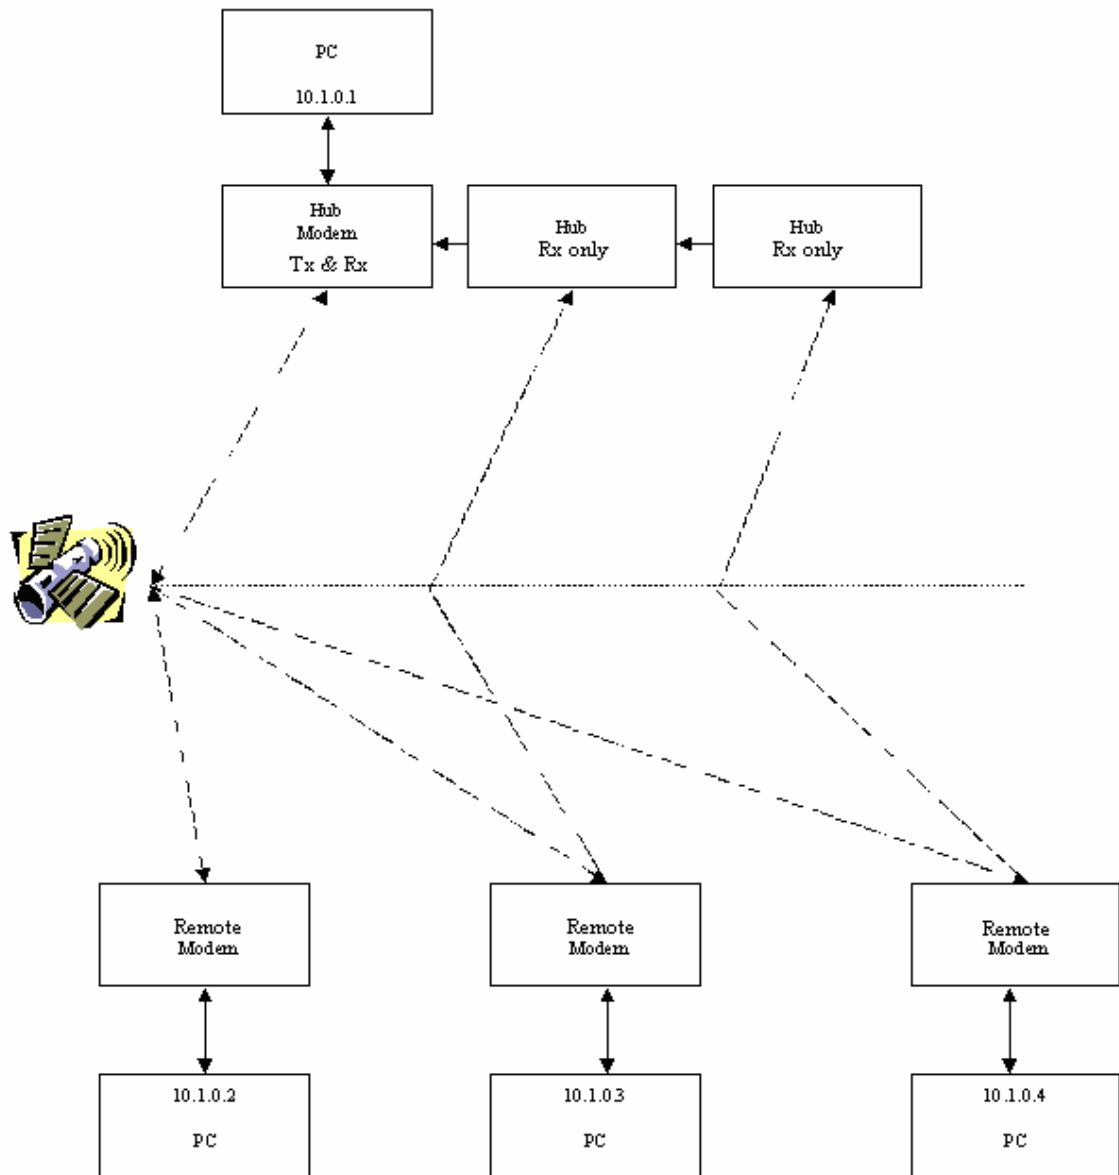 PC
10.1.0.1
Hub
Modem
Tx & Rx
Hub
Rx only
Hub
Rx only
Remote
Modem
Remote
Modem
Remote
Modem
10.1.0.2
PC
10.1.0.3
PC
10.1.0.4
PC